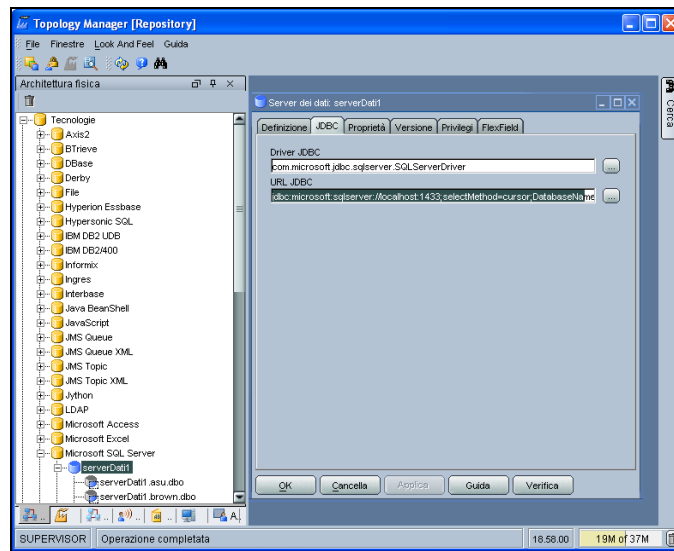 Topology Manager [Repository]
File Finestre Look And Feel Guida
Architettura fisica
Tecnologie
Axis2
BTrieve
DBase
Derby
File
Hyperion Essbase
Hypersonic SQL
IBM DB2 UDB
IBM DB2/400
Informix
Ingres
Interbase
Java BeanShell
JavaScript
JMS Queue
JMS Queue XML
JMS Topic
JMS Topic XML
Jython
LDAP
Microsoft Access
Microsoft Excel
Microsoft SQL Server
serverDati1
serverDati1.asu.dbo
serverDati1.brown.dbo
Server dei dati: serverDati1
Definizione JDBC Proprietà Versione Privilegi FlexField
Driver JDBC
com.microsoft.jdbc.sqlserver.SQLServerDriver
...
URL JDBC
jdbc:microsoft:sqlserver://localhost:1433;selectMethod=cursor;DatabaseName
...
OK Cancella Applica Guida Verifica
Cerca
SUPERVISOR Operazione completata 18.58.00 19M of 37M